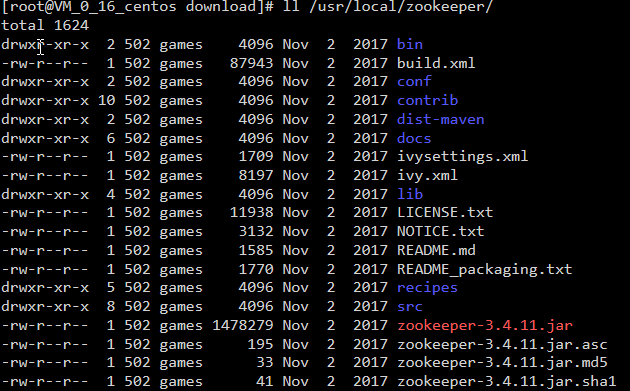 [root@VM_0_16_centos download]# ll /usr/local/zookeeper/
total 1624
drwxr-xr-x  2 502 games    4096 Nov  2  2017 bin
-rw-r--r--  1 502 games   87943 Nov  2  2017 build.xml
drwxr-xr-x  2 502 games    4096 Nov  2  2017 conf
drwxr-xr-x 10 502 games    4096 Nov  2  2017 contrib
drwxr-xr-x  2 502 games    4096 Nov  2  2017 dist-maven
drwxr-xr-x  6 502 games    4096 Nov  2  2017 docs
-rw-r--r--  1 502 games    1709 Nov  2  2017 ivysettings.xml
-rw-r--r--  1 502 games    8197 Nov  2  2017 ivy.xml
drwxr-xr-x  4 502 games    4096 Nov  2  2017 lib
-rw-r--r--  1 502 games   11938 Nov  2  2017 LICENSE.txt
-rw-r--r--  1 502 games    3132 Nov  2  2017 NOTICE.txt
-rw-r--r--  1 502 games    1585 Nov  2  2017 README.md
-rw-r--r--  1 502 games    1770 Nov  2  2017 README_packaging.txt
drwxr-xr-x  5 502 games    4096 Nov  2  2017 recipes
drwxr-xr-x  8 502 games    4096 Nov  2  2017 src
-rw-r--r--  1 502 games 1478279 Nov  2  2017 zookeeper-3.4.11.jar
-rw-r--r--  1 502 games     195 Nov  2  2017 zookeeper-3.4.11.jar.asc
-rw-r--r--  1 502 games      33 Nov  2  2017 zookeeper-3.4.11.jar.md5
-rw-r--r--  1 502 games      41 Nov  2  2017 zookeeper-3.4.11.jar.sha1